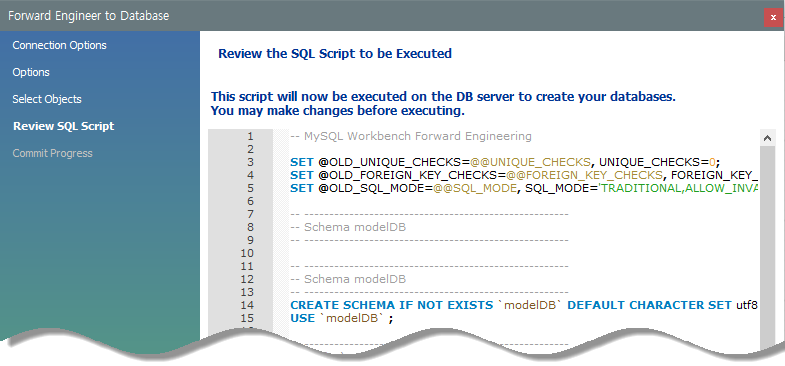 Forward Engineer to Database
x
Connection Options
Options
Select Objects
Review SQL Script
Commit Progress
Review the SQL Script to be Executed
This script will now be executed on the DB server to create your databases.
You may make changes before executing.
1 -- MySQL Workbench Forward Engineering
2
3 SET @OLD_UNIQUE_CHECKS=@@UNIQUE_CHECKS, UNIQUE_CHECKS=0;
4 SET @OLD_FOREIGN_KEY_CHECKS=@@FOREIGN_KEY_CHECKS, FOREIGN_KEY_
5 SET @OLD_SQL_MODE=@@SQL_MODE, SQL_MODE='TRADITIONAL,ALLOW_INVA
6
7 -- -----------------------------------------------------
8 -- Schema modelDB
9 -- -----------------------------------------------------
10
11 -- -----------------------------------------------------
12 -- Schema modelDB
13 -- -----------------------------------------------------
14 CREATE SCHEMA IF NOT EXISTS `modelDB` DEFAULT CHARACTER SET utf8
15 USE `modelDB` ;